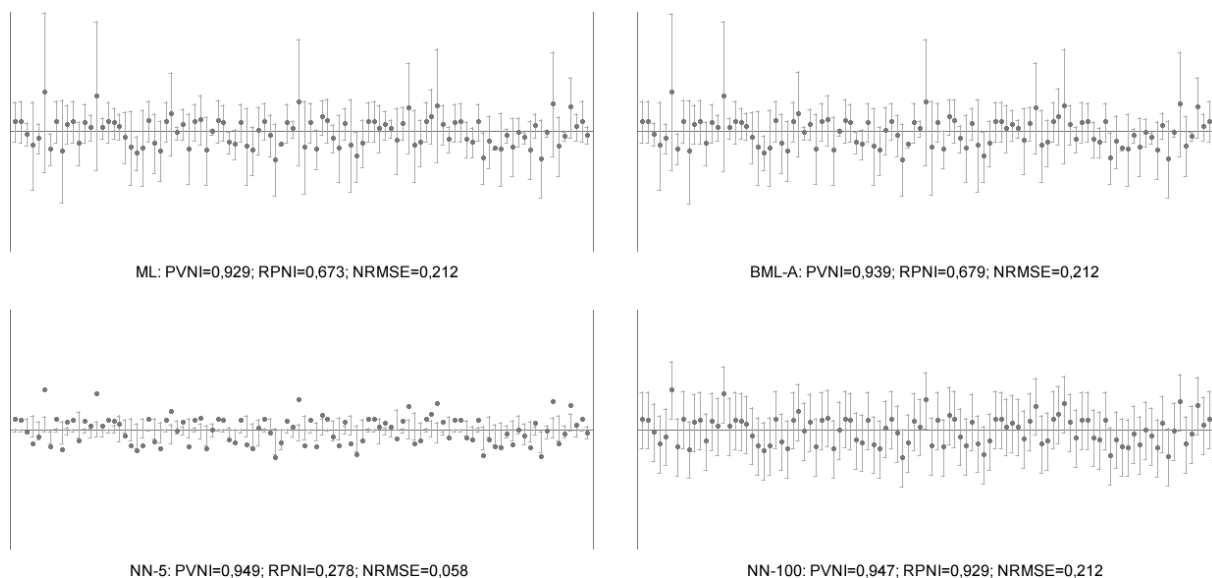 ML: PVNI=0,929; RPNI=0,673; NRMSE=0,212
BML-A: PVNI=0,939; RPNI=0,679; NRMSE=0,212
NN-5: PVNI=0,949; RPNI=0,278; NRMSE=0,058
NN-100: PVNI=0,947; RPNI=0,929; NRMSE=0,212